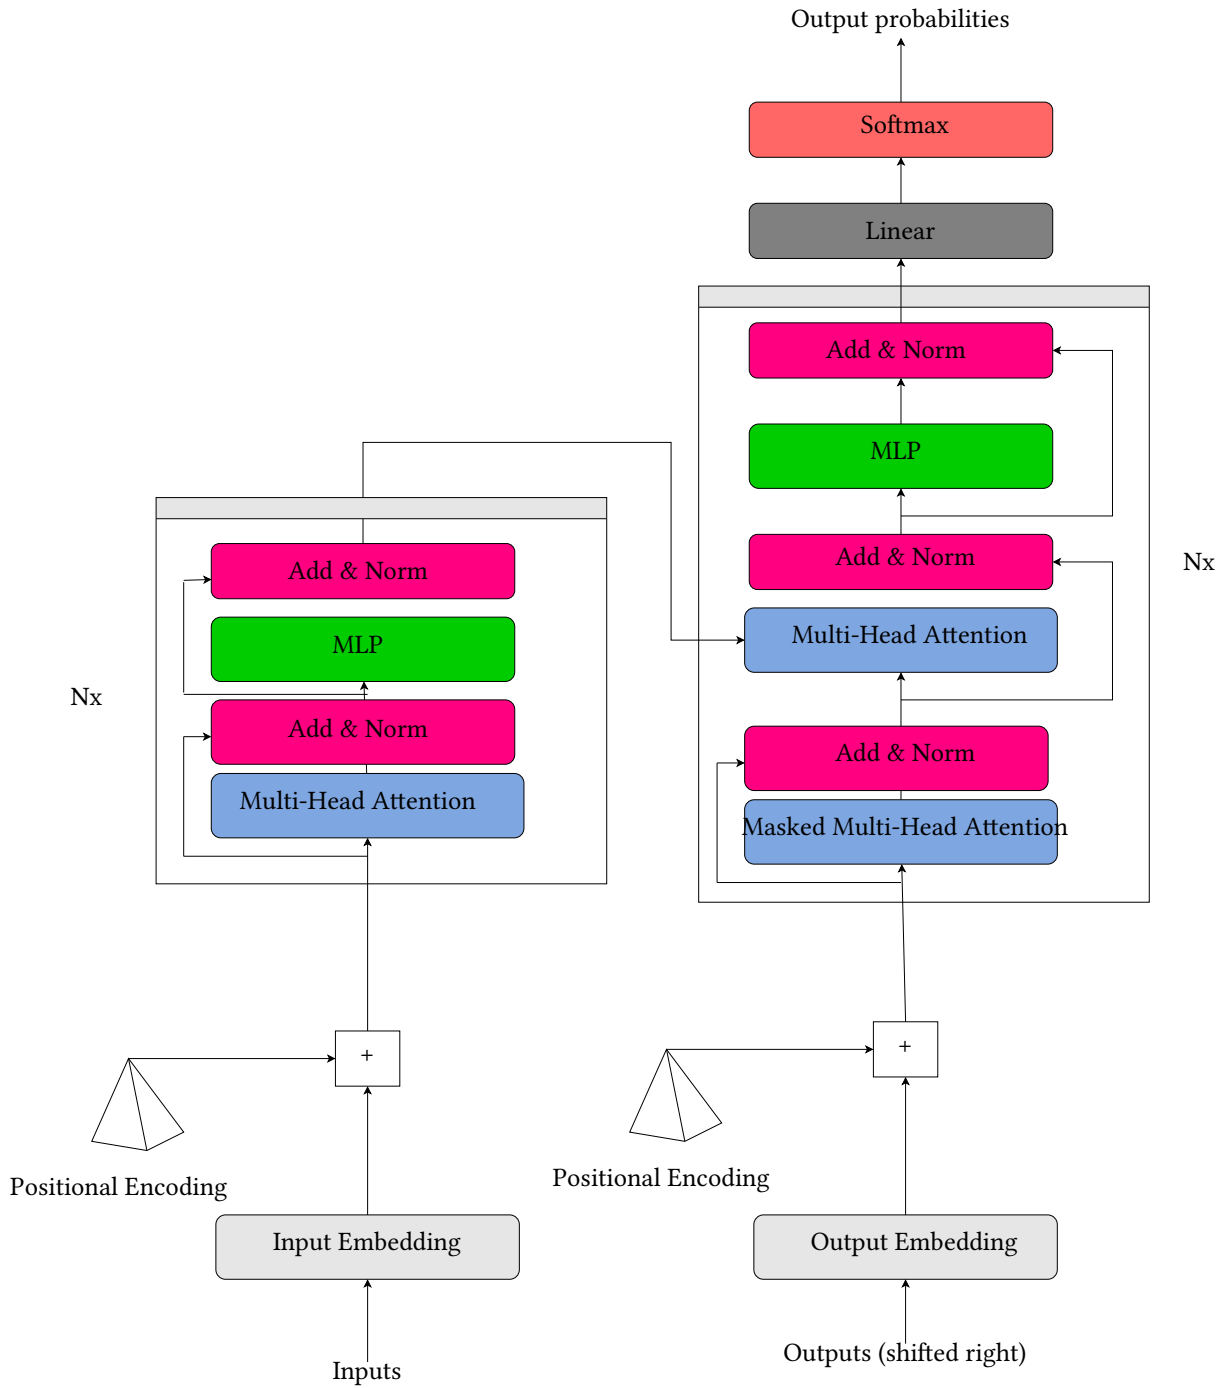 Output probabilities
Softmax
Linear
Add & Norm
MLP
Add & Norm
Nx
Add & Norm
Multi-Head Attention
MLP
Nx
Add & Norm
Add & Norm
Multi-Head Attention
Masked Multi-Head Attention
+
+
Positional Encoding
Positional Encoding
Input Embedding
Output Embedding
Outputs (shifted right)
Inputs